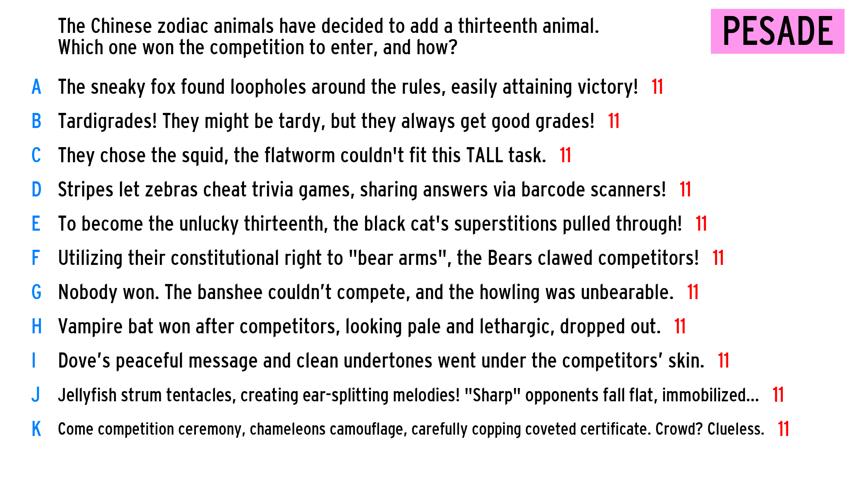 The Chinese zodiac animals have decided to add a thirteenth animal.
Which one won the competition to enter, and how?
PESADE
A The sneaky fox found loopholes around the rules, easily attaining victory! 11
B Tardigrades! They might be tardy, but they always get good grades! 11
C They chose the squid, the flatworm couldn't fit this TALL task. 11
D Stripes let zebras cheat trivia games, sharing answers via barcode scanners! 11
E To become the unlucky thirteenth, the black cat's superstitions pulled through! 11
F Utilizing their constitutional right to "bear arms", the Bears clawed competitors! 11
G Nobody won. The banshee couldn’t compete, and the howling was unbearable. 11
H Vampire bat won after competitors, looking pale and lethargic, dropped out. 11
I Dove’s peaceful message and clean undertones went under the competitors’ skin. 11
J Jellyfish strum tentacles, creating ear-splitting melodies! "Sharp" opponents fall flat, immobilized... 11
K Come competition ceremony, chameleons camouflage, carefully copping coveted certificate. Crowd? Clueless. 11